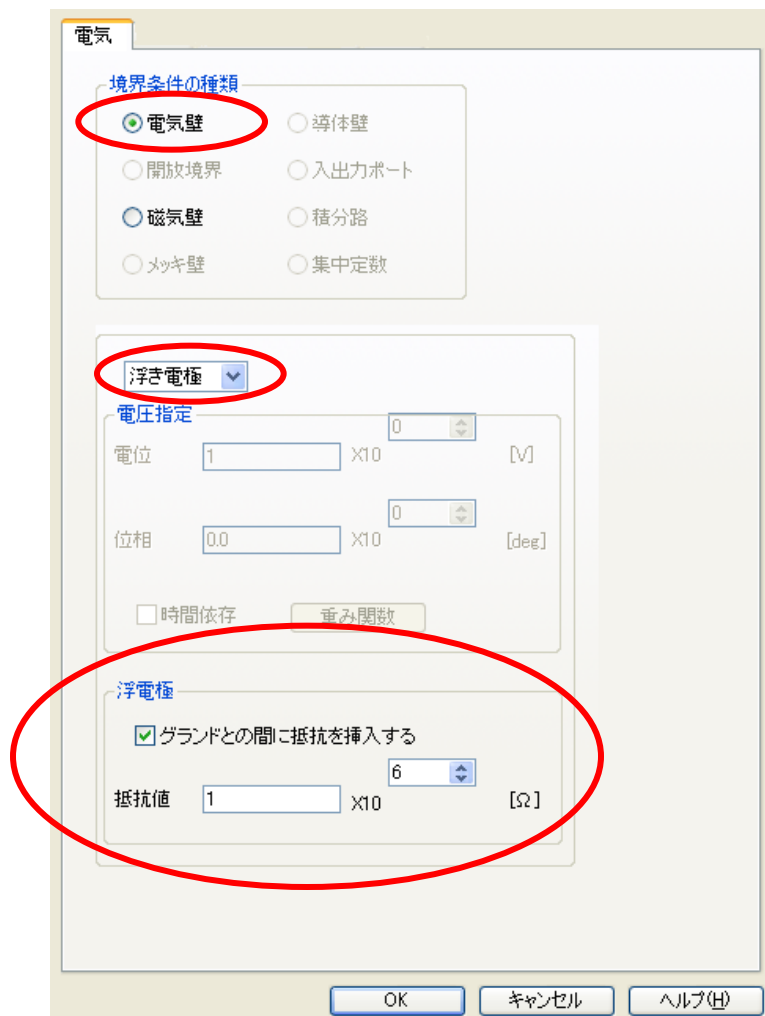 電気
境界条件の種類
電気壁 導体壁
開放境界 入出力ポート
磁気壁 積分路
メッキ壁 集中定数
浮き電極
電圧指定
電位 1 X10 0 [V]
位相 0.0 X10 0 [deg]
時間依存 重み関数
浮電極
グランドとの間に抵抗を挿入する
抵抗値 1 X10 6 [Ω]
OK キャンセル ヘルプ(H)